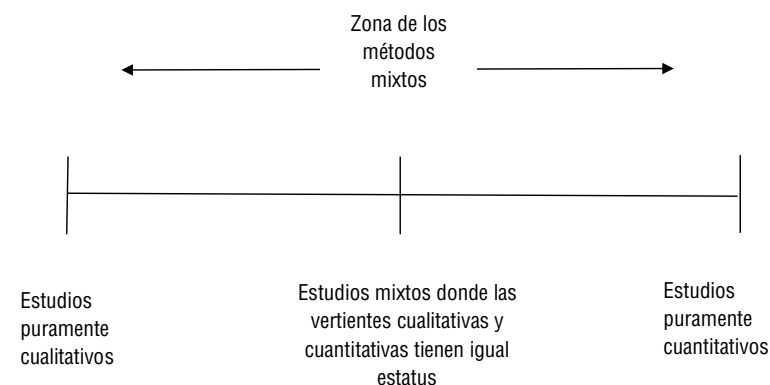 Zona de los
métodos
mixtos
Estudios
puramente
cualitativos
Estudios mixtos donde las
vertientes cualitativas y
cuantitativas tienen igual
estatus
Estudios
puramente
cuantitativos